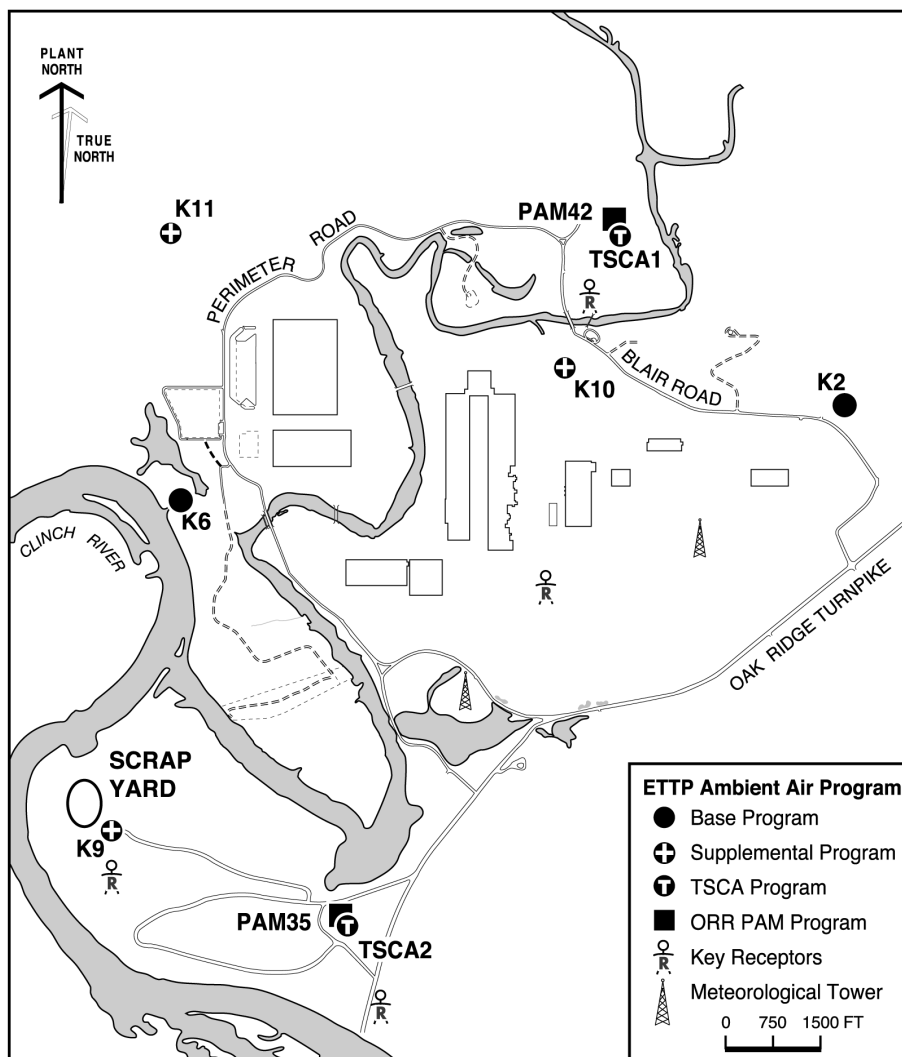 PLANT
NORTH
TRUE
NORTH
K11
PERIMETER ROAD
PAM42
T
TSCA1
R
K10
BLAIR ROAD
K2
K6
CLINCH RIVER
R
OAK RIDGE TURNPIKE
SCRAP
YARD
K9
R
PAM35
T
TSCA2
R
ETTP Ambient Air Program
Base Program
Supplemental Program
T TSCA Program
ORR PAM Program
R Key Receptors
Meteorological Tower
0 750 1500 FT